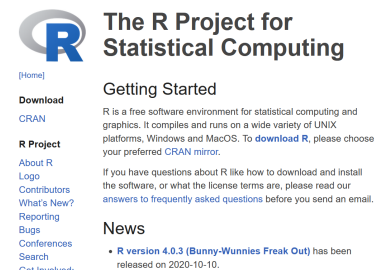 R
The R Project for
Statistical Computing
[Home]
Download
CRAN
R Project
About R
Logo
Contributors
What's New?
Reporting
Bugs
Conferences
Search
Get Involved:
Getting Started
R is a free software environment for statistical computing and
graphics. It compiles and runs on a wide variety of UNIX
platforms, Windows and MacOS. To download R, please choose
your preferred CRAN mirror.
If you have questions about R like how to download and install
the software, or what the license terms are, please read our
answers to frequently asked questions before you send an email.
News
• R version 4.0.3 (Bunny-Wunnies Freak Out) has been
released on 2020-10-10.